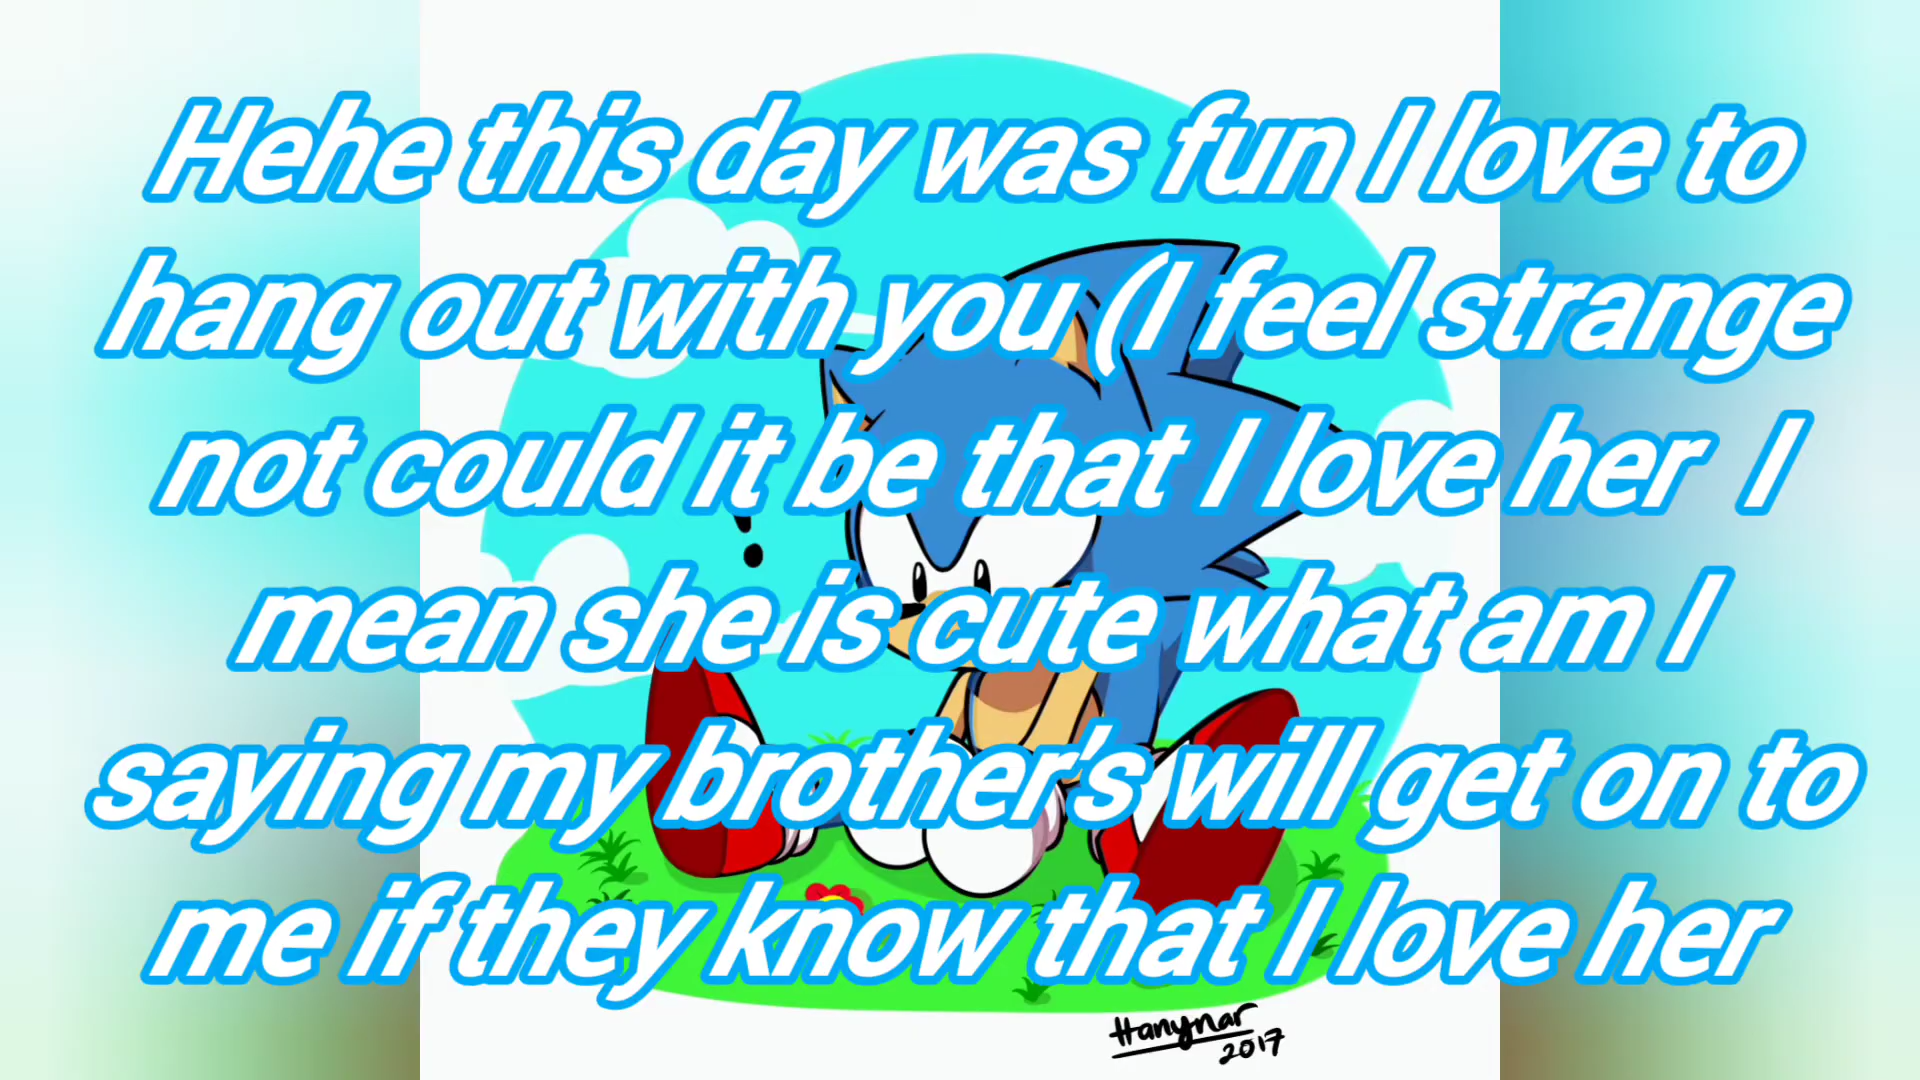 Hehe this day was fun I love to
hang out with you (I feel strange
not could it be that I love her I
mean she is cute what am I
saying my brother's will get on to
me if they know that I love her
!
Hanynar
2017